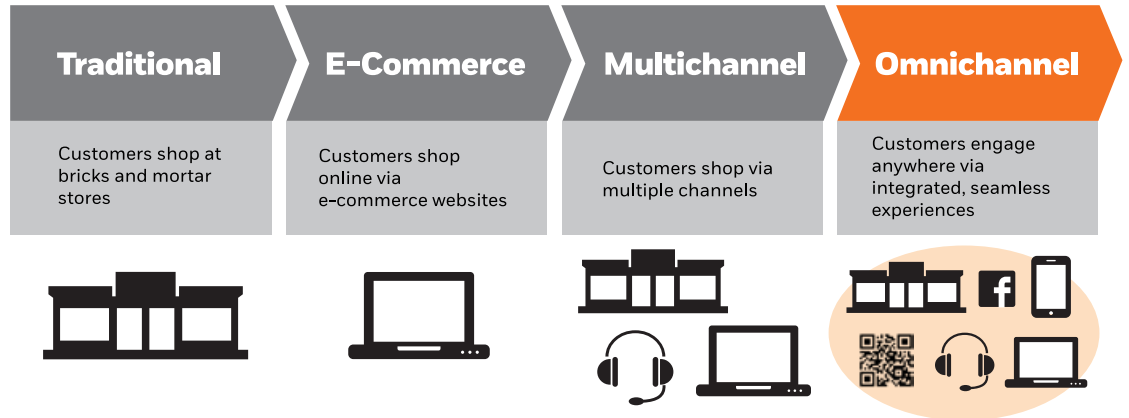 Traditional
E-Commerce
Multichannel
Omnichannel
Customers shop at
bricks and mortar
stores
Customers shop
online via
e-commerce websites
Customers shop via
multiple channels
Customers engage
anywhere via
integrated, seamless
experiences
f